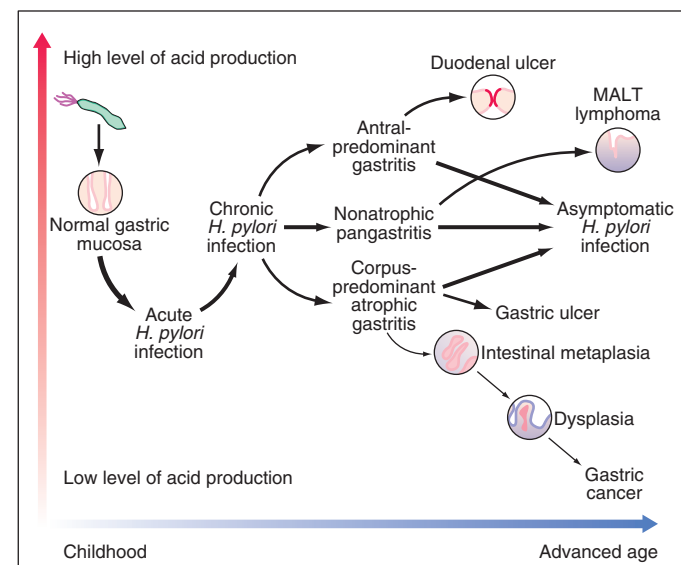 High level of acid production
Duodenal ulcer
MALT
lymphoma
Antral-
predominant
gastritis
Normal gastric
mucosa
Chronic
H. pylori
infection
Nonatrophic
pangastritis
Asymptomatic
H. pylori
infection
Acute
H. pylori
infection
Corpus-
predominant
atrophic
gastritis
Gastric ulcer
Intestinal metaplasia
Dysplasia
Gastric
cancer
Low level of acid production
Childhood
Advanced age